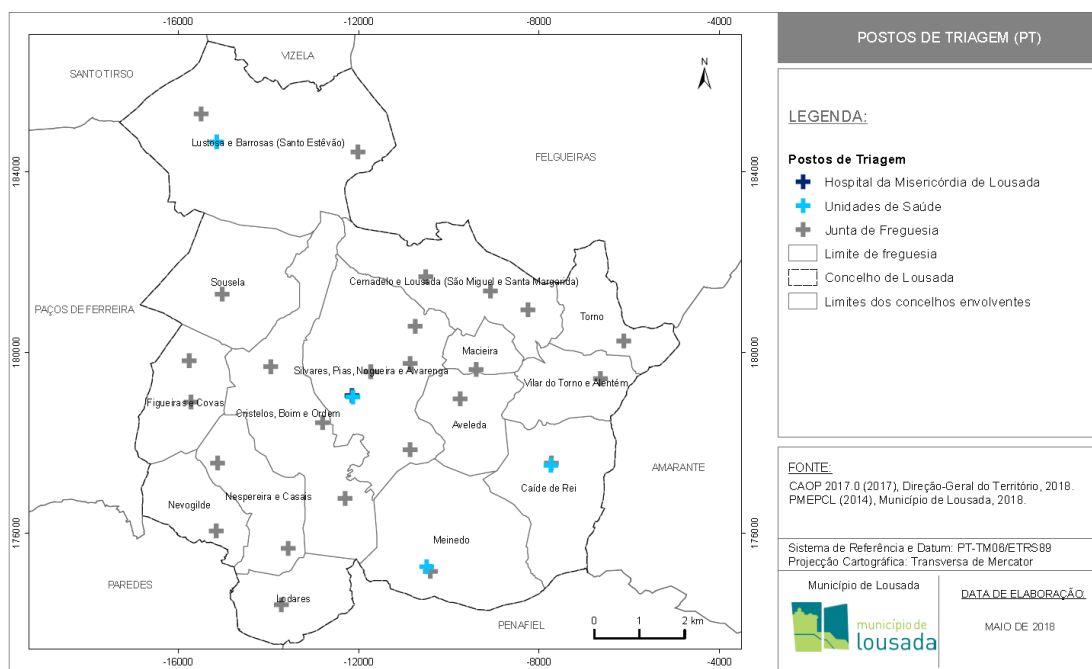 -16000
-12000
-8000
-4000
POSTOS DE TRIAGEM (PT)
VIZELA
SANTO TIRSO
N
LEGENDA:
Lustosa e Barrosas (Santo Estêvão)
FELGUEIRAS
Postos de Triagem
Hospital da Misericórdia de Lousada
Unidades de Saúde
Junta de Freguesia
Limite de freguesia
Concelho de Lousada
Limites dos concelhos envolventes
184000
184000
Sousela
Cernadelo e Lousada (São Miguel e Santa Margarida)
PAÇOS DE FERREIRA
Torno
180000
180000
Macieira
Silvares, Pias, Nogueira e Alvarenga
Vilar do Torno e Alentém
Figueiras e Covas
Cristelos, Boim e Ordem
Aveleda
AMARANTE
Caíde de Rei
Nespereira e Casais
Nevogilde
Meinedo
176000
176000
PAREDES
Lodares
PENAFIEL
0 1 2 km
-16000
-12000
-8000
-4000
FONTE:
CAOP 2017.0 (2017), Direção-Geral do Território, 2018.
PMEPCL (2014), Município de Lousada, 2018.
Sistema de Referência e Datum: PT-TM06/ETRS89
Projecção Cartográfica: Transversa de Mercator
Município de Lousada
município de
lousada
DATA DE ELABORAÇÃO:
MAIO DE 2018